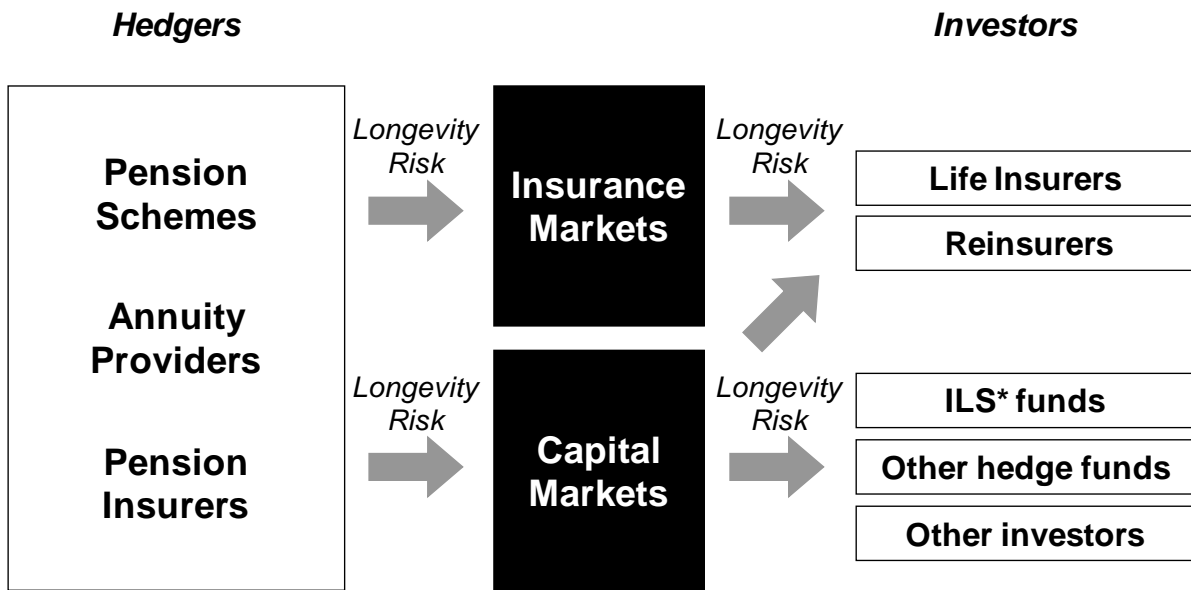 Hedgers
Investors
Pension
Schemes
Annuity
Providers
Pension
Insurers
Longevity
Risk
Longevity
Risk
Insurance
Markets
Capital
Markets
Longevity
Risk
Longevity
Risk
Life Insurers
Reinsurers
ILS* funds
Other hedge funds
Other investors